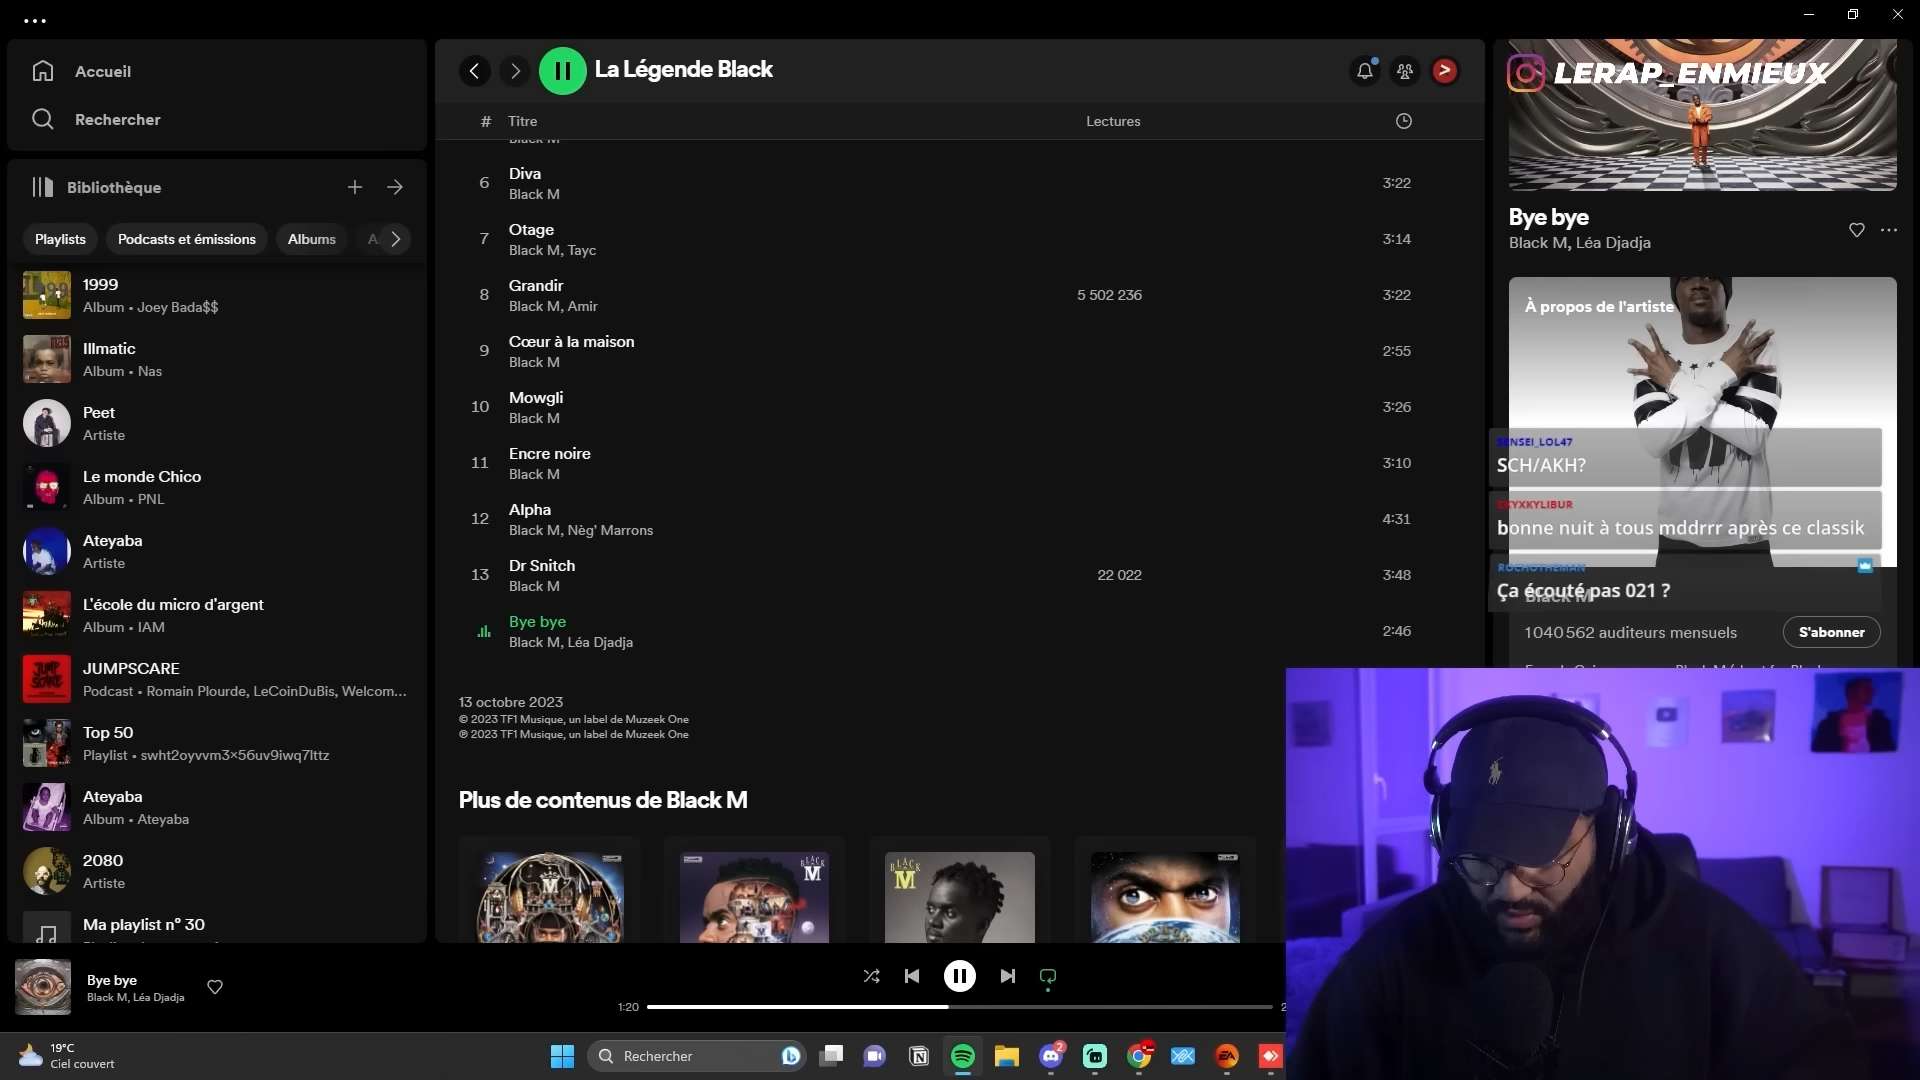 Accueil
Rechercher
Bibliothèque
Playlists
Podcasts et émissions
Albums
1999
Album • Joey Bada$$
Illmatic
Album • Nas
Peet
Artiste
Le monde Chico
Album • PNL
Ateyaba
Artiste
L'école du micro d'argent
Album • IAM
JUMPSCARE
Podcast • Romain Plourde, LeCoinDuBis, Welcom...
Top 50
Playlist • swht2oyvvm3x56uv9iwq7lttz
Ateyaba
Album • Ateyaba
2080
Artiste
Ma playlist n° 30
La Légende Black
# Titre Lectures
Black M
6 Diva 3:22
Black M
7 Otage 3:14
Black M, Tayc
8 Grandir 5 502 236 3:22
Black M, Amir
9 Cœur à la maison 2:55
Black M
10 Mowgli 3:26
Black M
11 Encre noire 3:10
Black M
12 Alpha 4:31
Black M, Nèg' Marrons
13 Dr Snitch 22 022 3:48
Black M
Bye bye 2:46
Black M, Léa Djadja
13 octobre 2023
© 2023 TF1 Musique, un label de Muzeek One
℗ 2023 TF1 Musique, un label de Muzeek One
Plus de contenus de Black M
BLACK M
BLACK M
LERAP_ENMIEUX
Bye bye
Black M, Léa Djadja
À propos de l'artiste
SENSEI_LOL47
SCH/AKH?
SKYXKYLIBUR
bonne nuit à tous mddrrr après ce classik
ROCHOTHEMAN
Ça écouté pas 021 ?
Black M
1 040 562 auditeurs mensuels
S'abonner
Bye bye
Black M, Léa Djadja
1:20
19°C
Ciel couvert
Rechercher
2